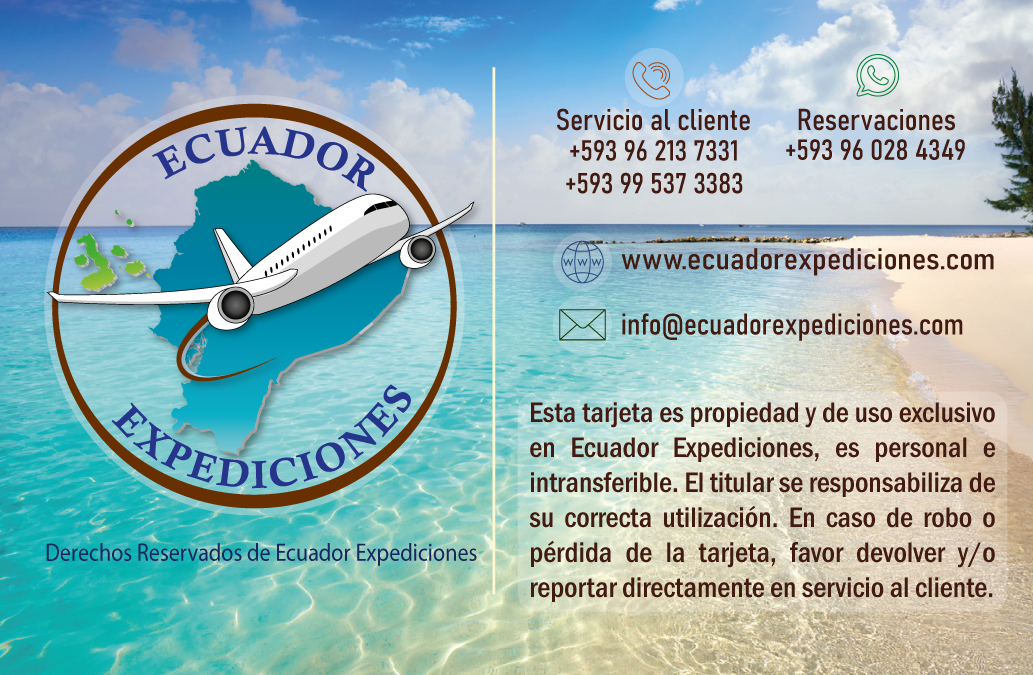 ECUADOR
EXPEDICIONES
Derechos Reservados de Ecuador Expediciones
Servicio al cliente
+593 96 213 7331
+593 99 537 3383
Reservaciones
+593 96 028 4349
WWW
www.ecuadorexpediciones.com
info@ecuadorexpediciones.com
Esta tarjeta es propiedad y de uso exclusivo
en Ecuador Expediciones, es personal e
intransferible. El titular se responsabiliza de
su correcta utilización. En caso de robo o
pérdida de la tarjeta, favor devolver y/o
reportar directamente en servicio al cliente.